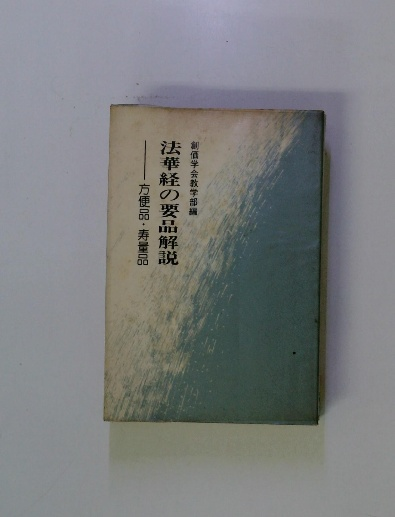 創価学会教学部編
法華経の要品解説
——方便品・寿量品